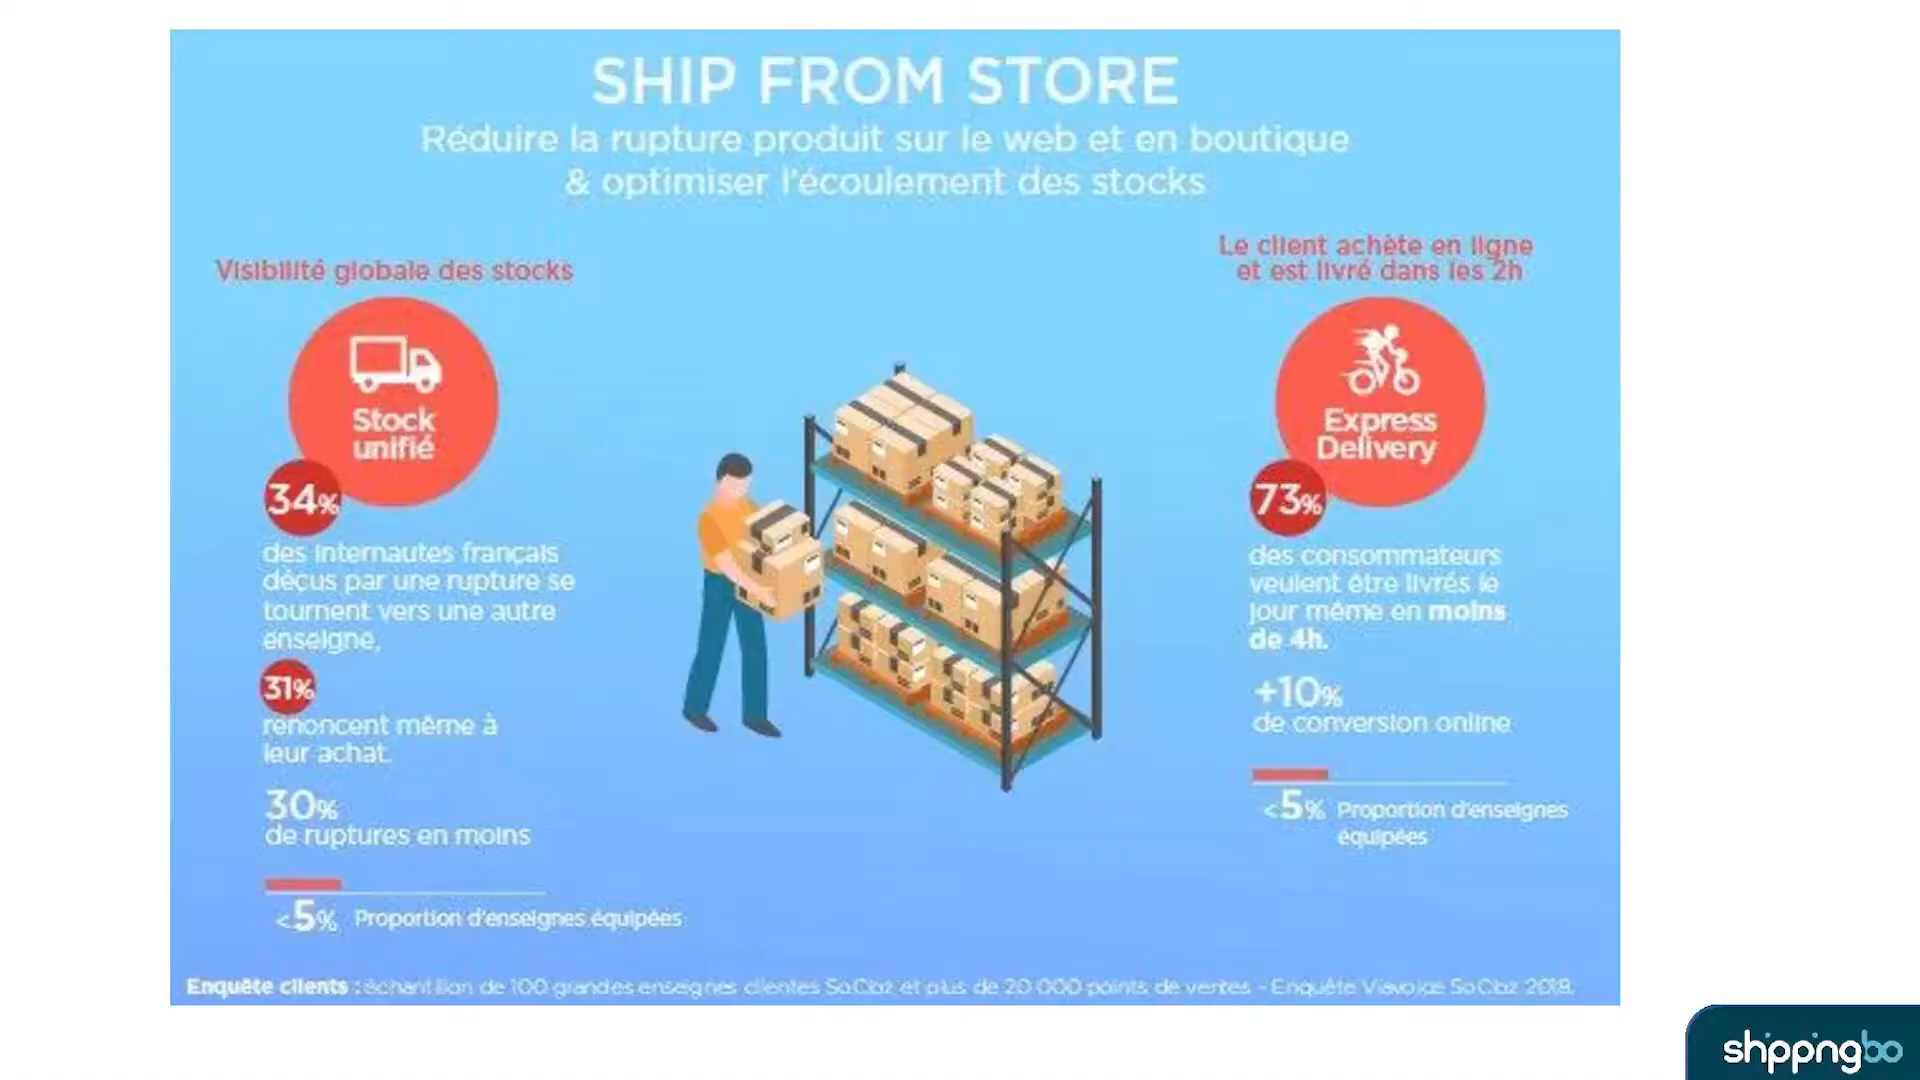 SHIP FROM STORE
Réduire la rupture produit sur le web et en boutique
& optimiser l'écoulement des stocks
Visibilité globale des stocks
Stock
unifié
34%
des internautes français
déçus par une rupture se
tournent vers une autre
enseigne.
31%
renoncent même à
leur achat.
30%
de ruptures en moins
<5% Proportion d'enseignes équipées
Le client achète en ligne
et est livré dans les 2h
Express
Delivery
73%
des consommateurs
veulent être livrés le
jour même en moins
de 4h.
+10%
de conversion online
<5% Proportion d'enseignes
équipées
Enquête clients : échantillon de 100 grandes enseignes clientes SoCloz et plus de 20 000 points de ventes - Enquête Viavoice SoCloz 2018.
shippingbo